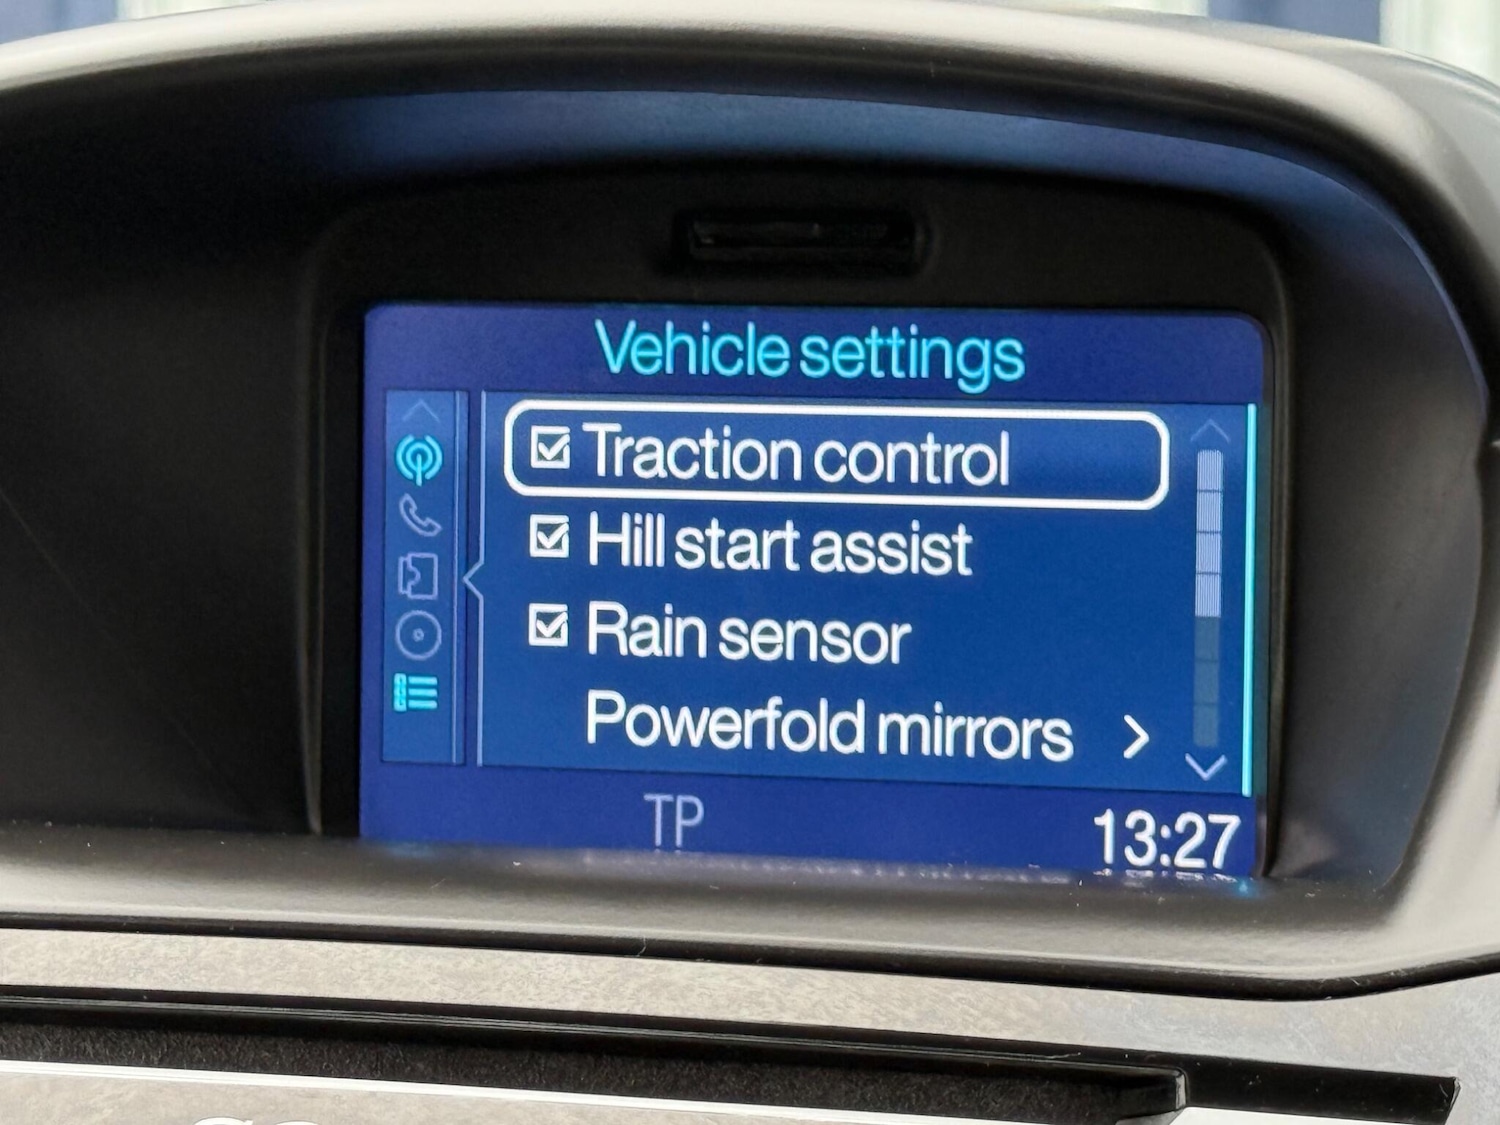 Vehicle settings
Traction control
Hill start assist
Rain sensor
Powerfold mirrors
TP
13:27